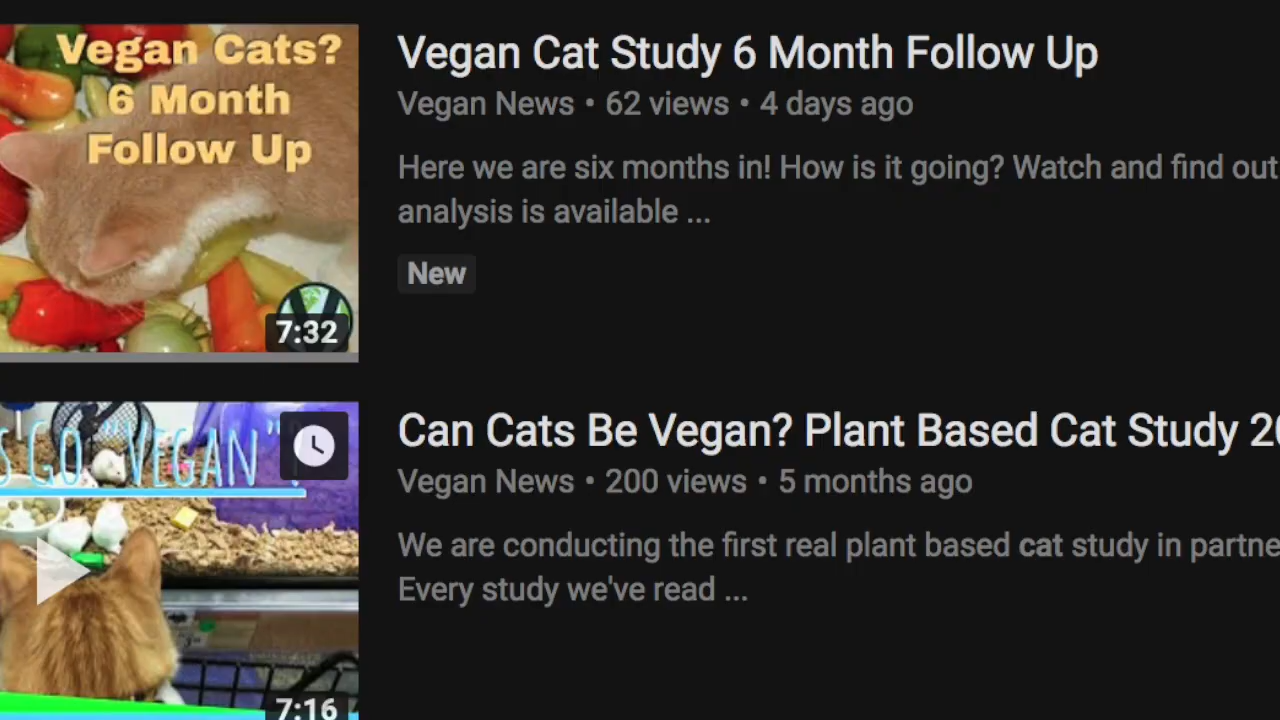 Vegan Cats?
6 Month
Follow Up
7:32
Vegan Cat Study 6 Month Follow Up
Vegan News • 62 views • 4 days ago
Here we are six months in! How is it going? Watch and find out
analysis is available ...
New
S GO "VEGAN"
7:16
Can Cats Be Vegan? Plant Based Cat Study
Vegan News • 200 views • 5 months ago
We are conducting the first real plant based cat study in
Every study we've read ...